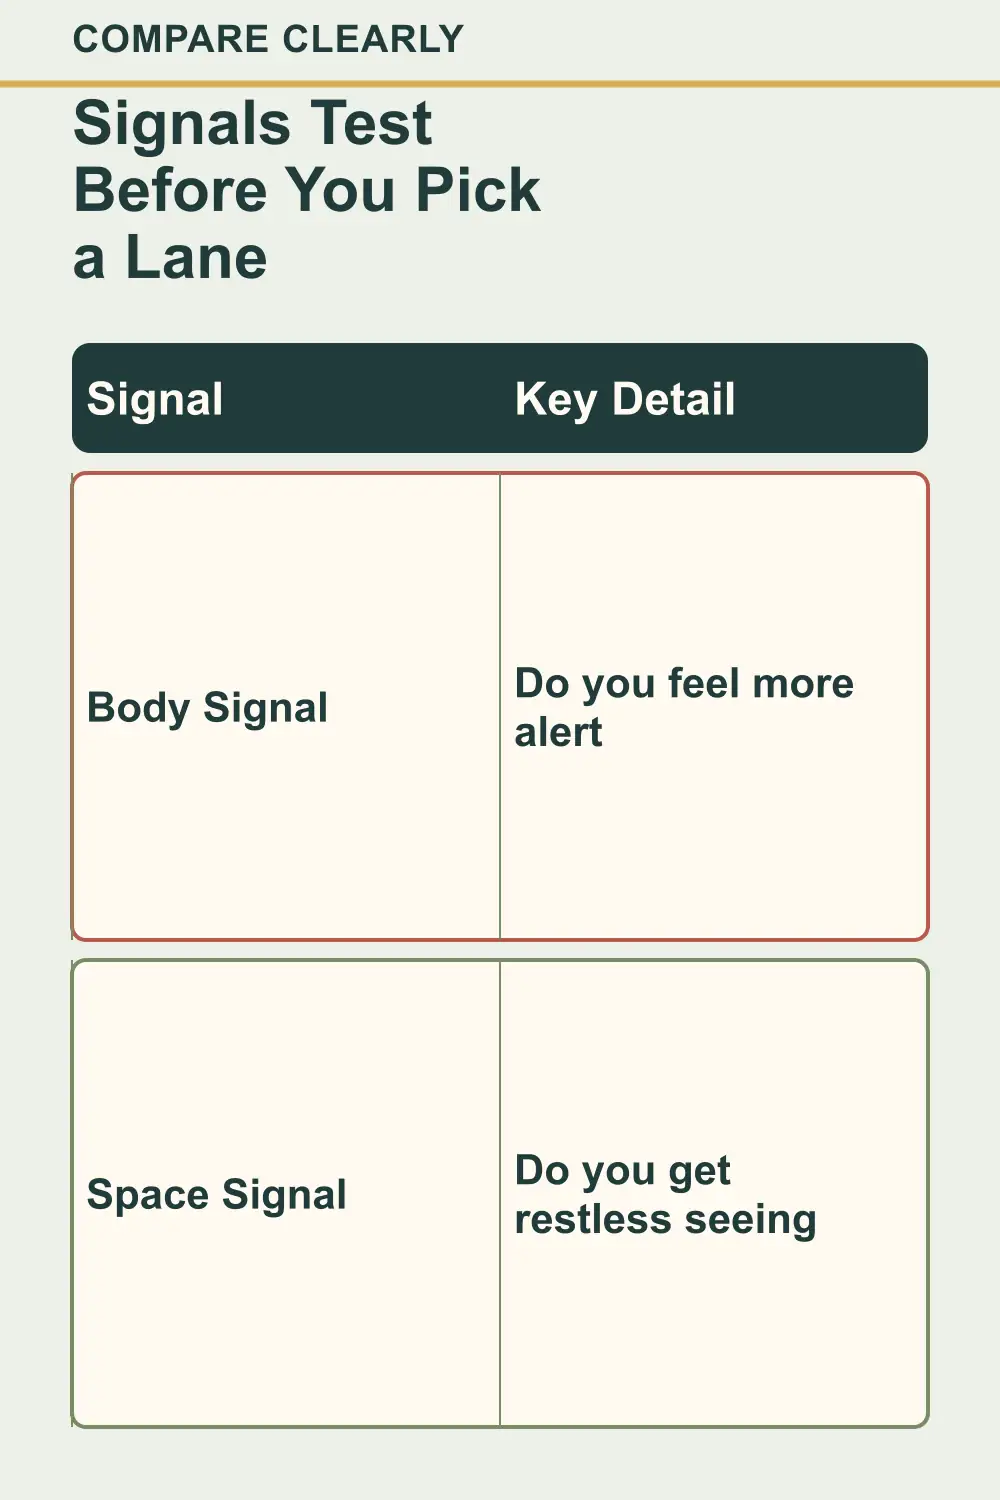 COMPARE CLEARLY
Signals Test
Before You Pick
a Lane
Signal
Key Detail
Body Signal
Do you feel more
alert
Space Signal
Do you get
restless seeing